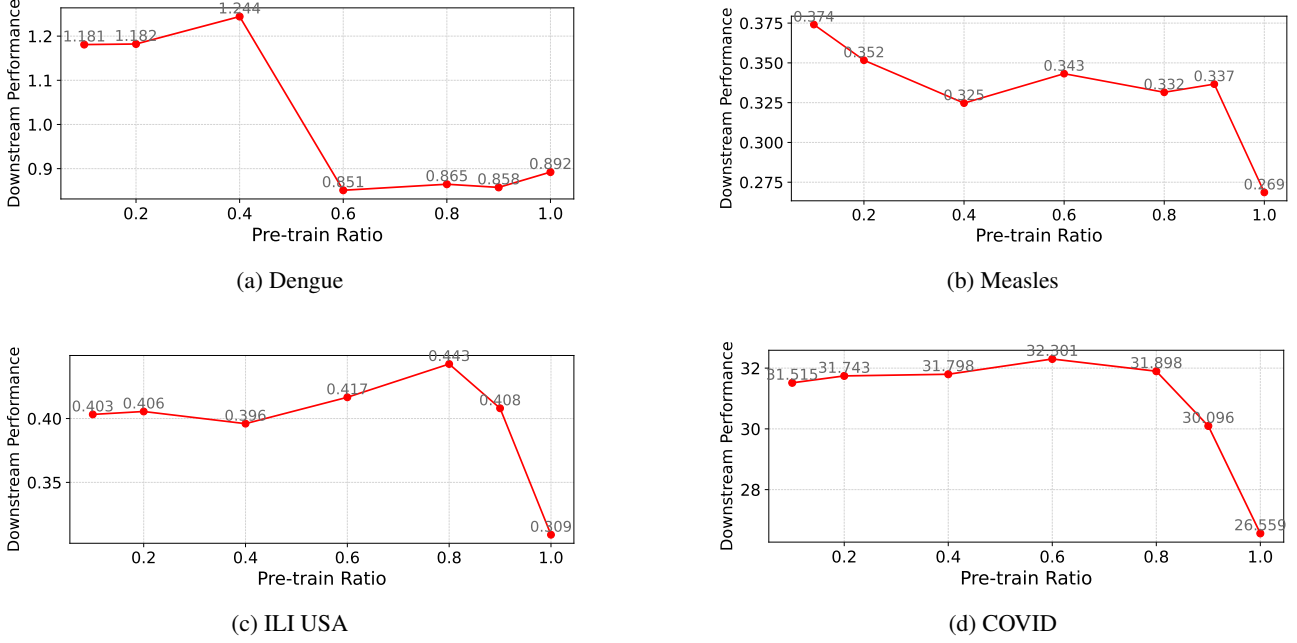 Downstream Performance
1.2
1.1
1.0
0.9
1.181
1.182
1.244
0.851
0.865
0.858
0.892
0.2 0.4 0.6 0.8 1.0
Pre-train Ratio
(a) Dengue
Downstream Performance
0.375
0.350
0.325
0.300
0.275
0.374
0.352
0.325
0.343
0.332
0.337
0.269
0.2 0.4 0.6 0.8 1.0
Pre-train Ratio
(b) Measles
Downstream Performance
0.40
0.35
0.403
0.406
0.396
0.417
0.443
0.408
0.309
0.2 0.4 0.6 0.8 1.0
Pre-train Ratio
(c) ILI USA
Downstream Performance
32
30
28
31.515
31.743
31.798
32.301
31.898
30.096
26.559
0.2 0.4 0.6 0.8 1.0
Pre-train Ratio
(d) COVID